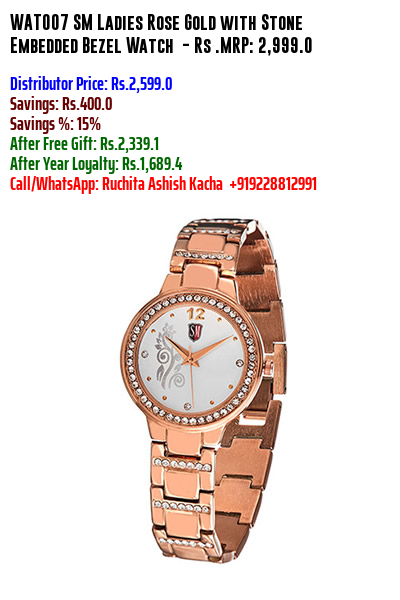 WAT007 SM Ladies Rose Gold with Stone
Embedded Bezel Watch - Rs .MRP: 2,999.0
Distributor Price: Rs.2,599.0
Savings: Rs.400.0
Savings %: 15%
After Free Gift: Rs.2,339.1
After Year Loyalty: Rs.1,689.4
Call/WhatsApp: Ruchita Ashish Kacha +919228812991
12
SM